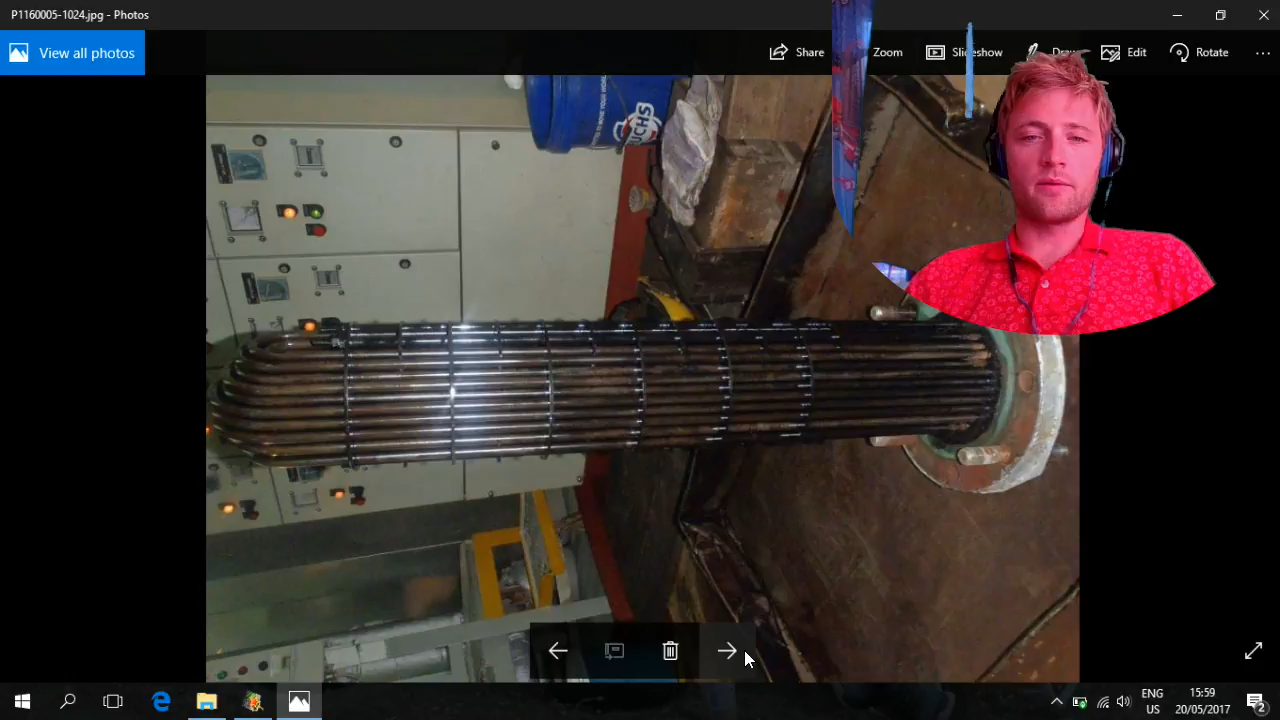 P1160005-1024.jpg - Photos
View all photos
Share
Zoom
Slideshow
Edit
Rotate
FUCHS
ENG
US
15:59
20/05/2017
2